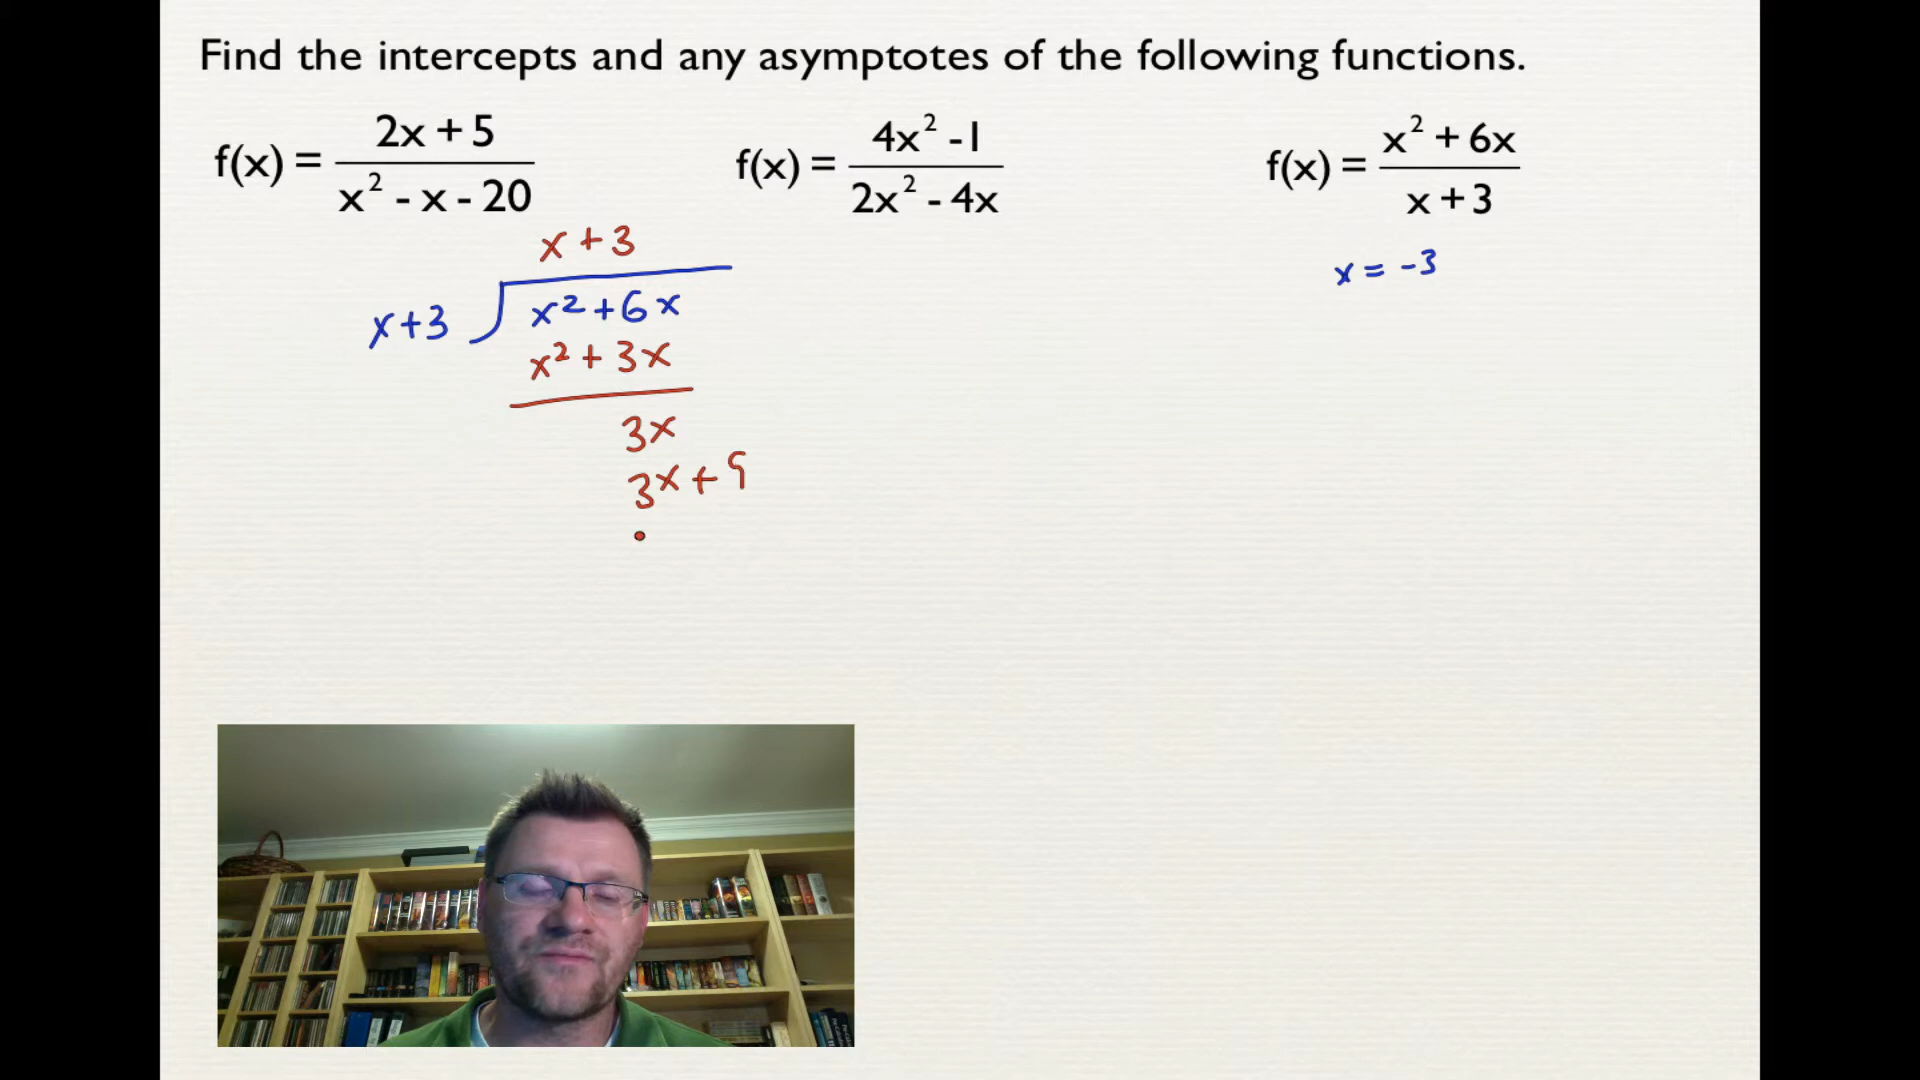 Find the intercepts and any asymptotes of the following functions.
f(x) = 2x + 5 / x² - x - 20
f(x) = 4x² - 1 / 2x² - 4x
f(x) = x² + 6x / x + 3
x + 3
x+3
x² + 6x
x² + 3x
3x
3x + 9
x = -3